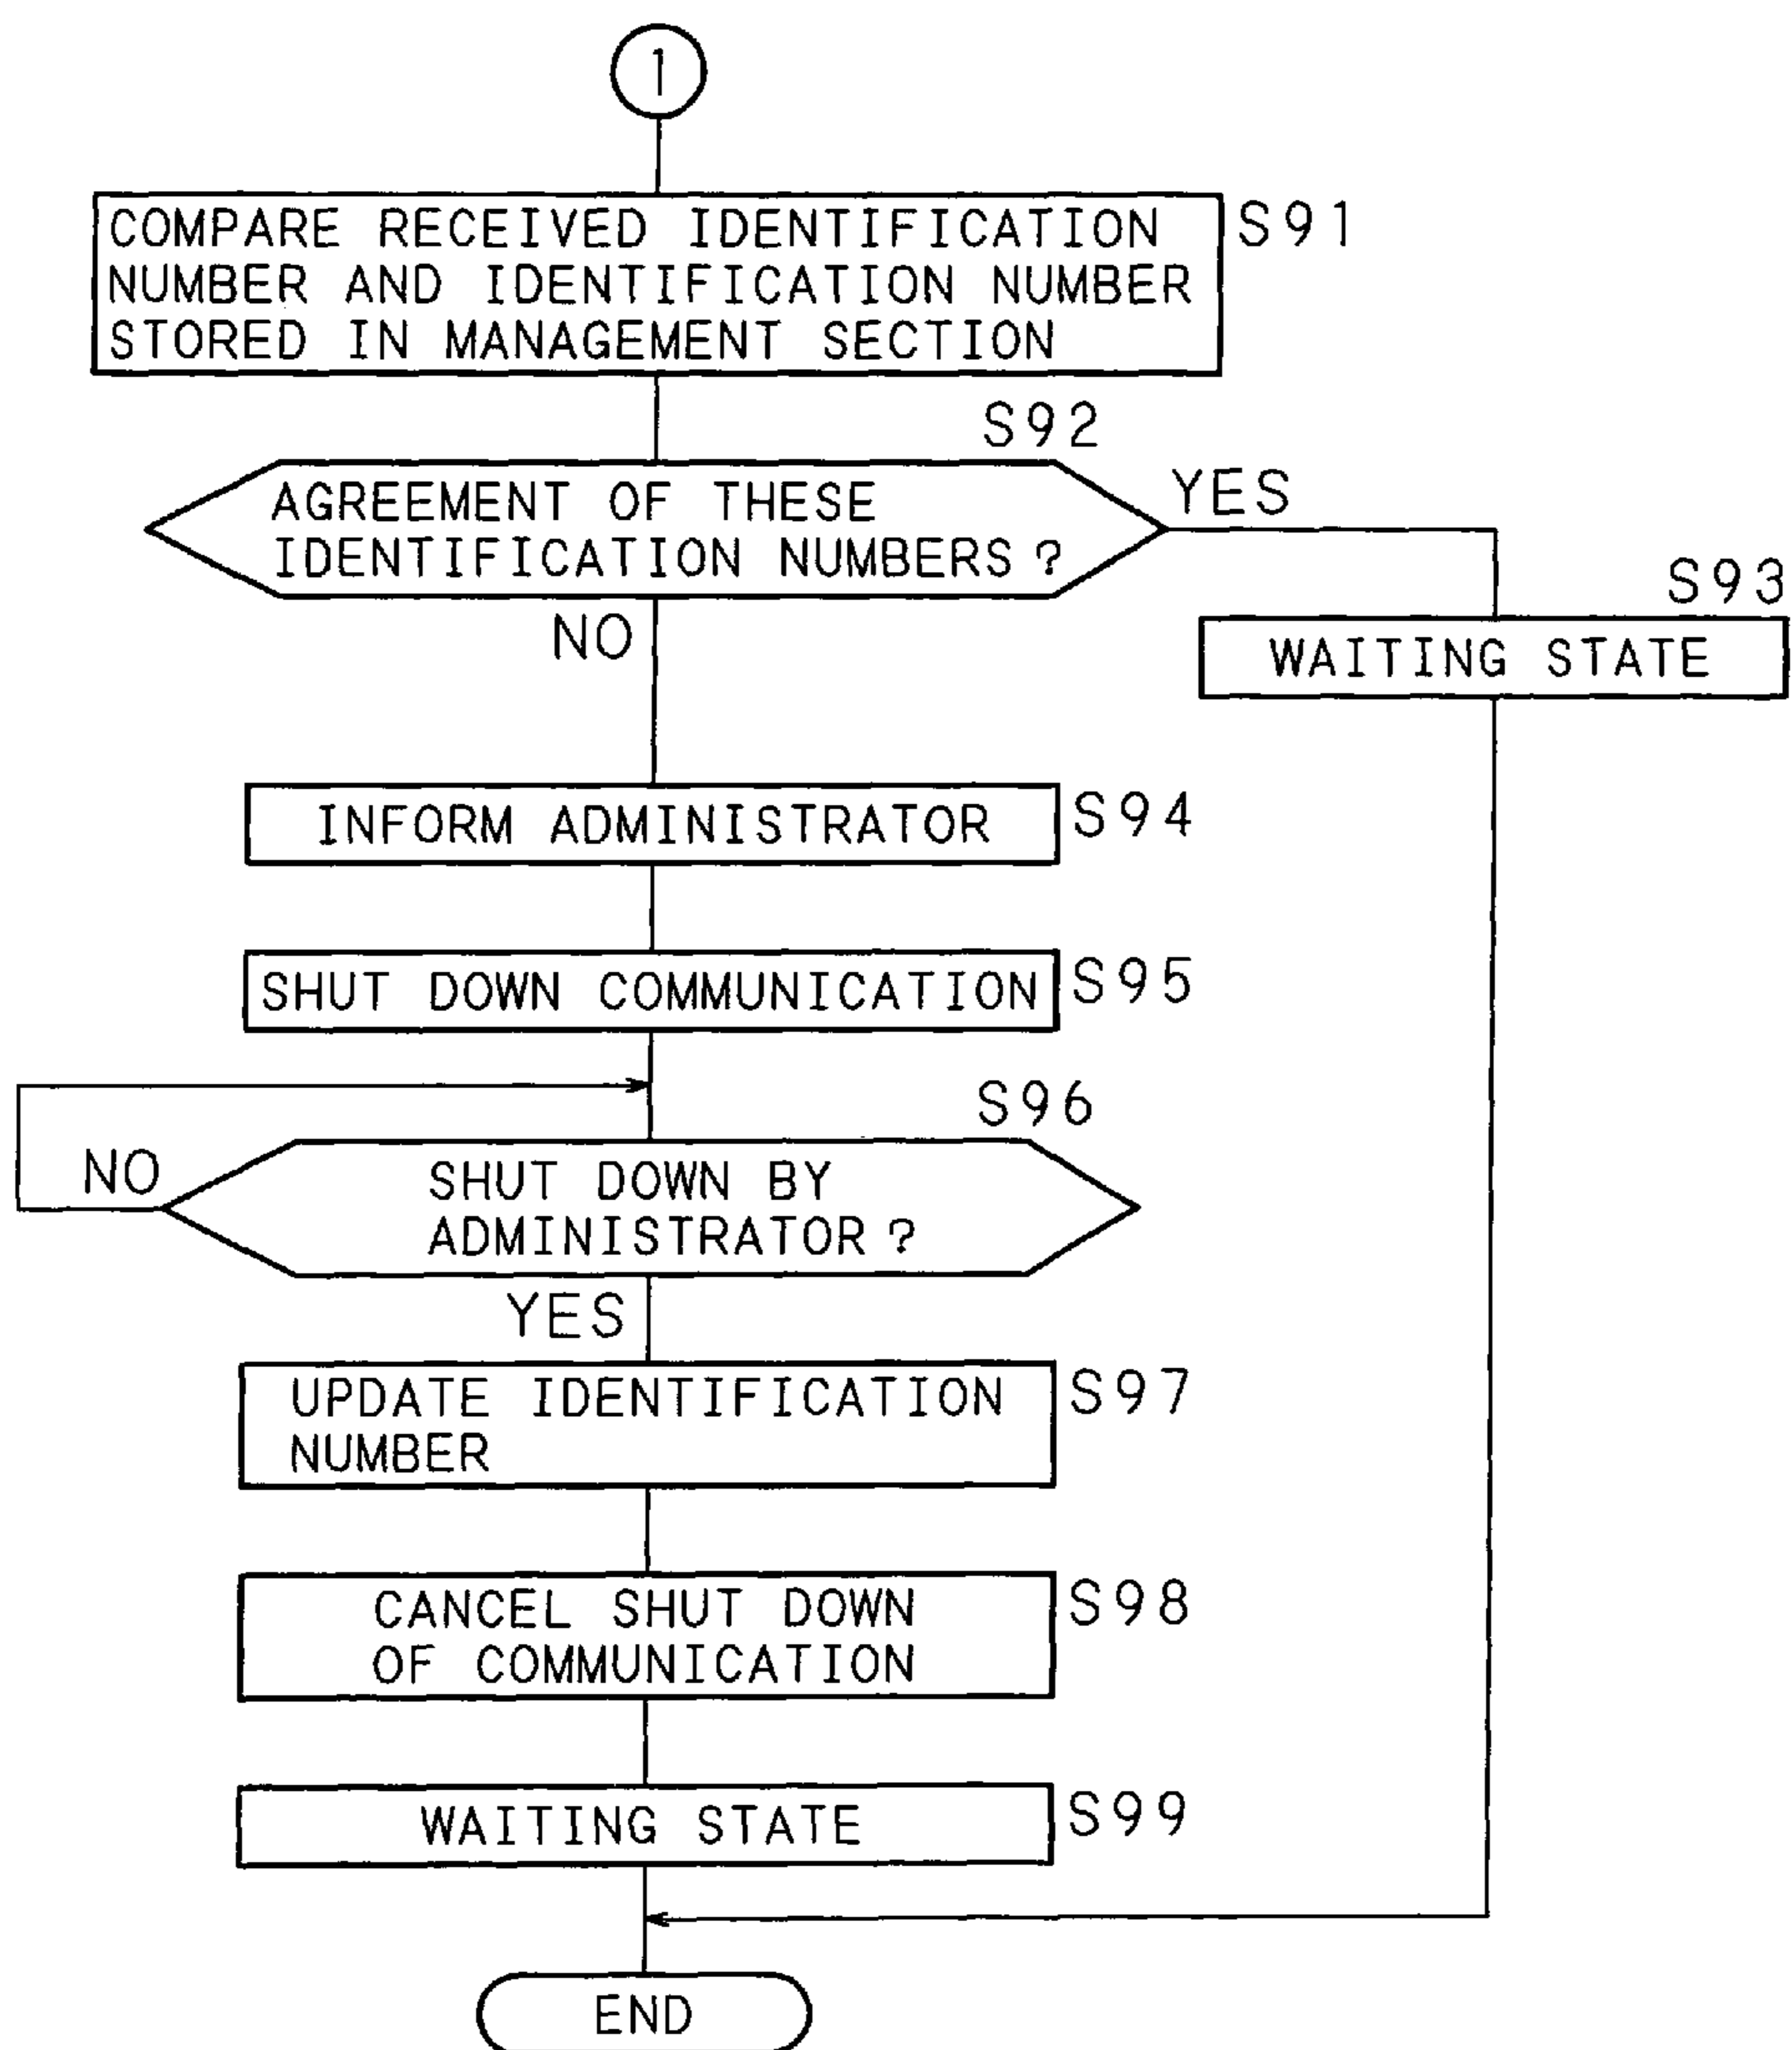 1
COMPARE RECEIVED IDENTIFICATION
NUMBER AND IDENTIFICATION NUMBER
STORED IN MANAGEMENT SECTION
S91
S92
AGREEMENT OF THESE
IDENTIFICATION NUMBERS ?
YES
NO
S93
WAITING STATE
INFORM ADMINISTRATOR
S94
SHUT DOWN COMMUNICATION
S95
S96
NO
SHUT DOWN BY
ADMINISTRATOR ?
YES
UPDATE IDENTIFICATION
NUMBER
S97
CANCEL SHUT DOWN
OF COMMUNICATION
S98
WAITING STATE
S99
END